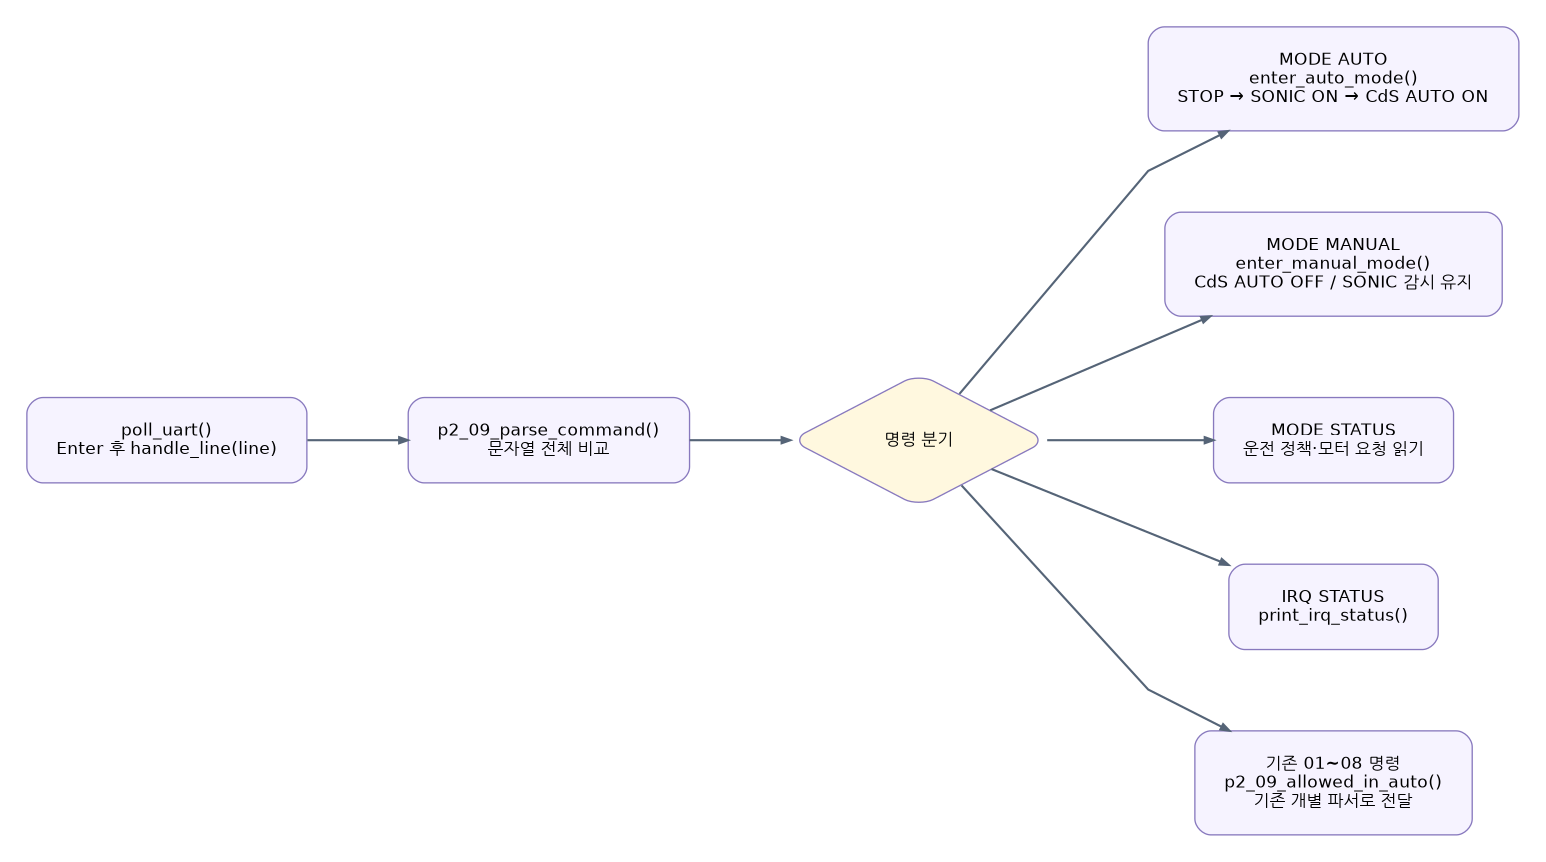 poll_uart()
Enter 후 handle_line(line)
p2_09_parse_command()
문자열 전체 비교
명령 분기
MODE AUTO
enter_auto_mode()
STOP → SONIC ON → CdS AUTO ON
MODE MANUAL
enter_manual_mode()
CdS AUTO OFF / SONIC 감시 유지
MODE STATUS
운전 정책·모터 요청 읽기
IRQ STATUS
print_irq_status()
기존 01~08 명령
p2_09_allowed_in_auto()
기존 개별 파서로 전달